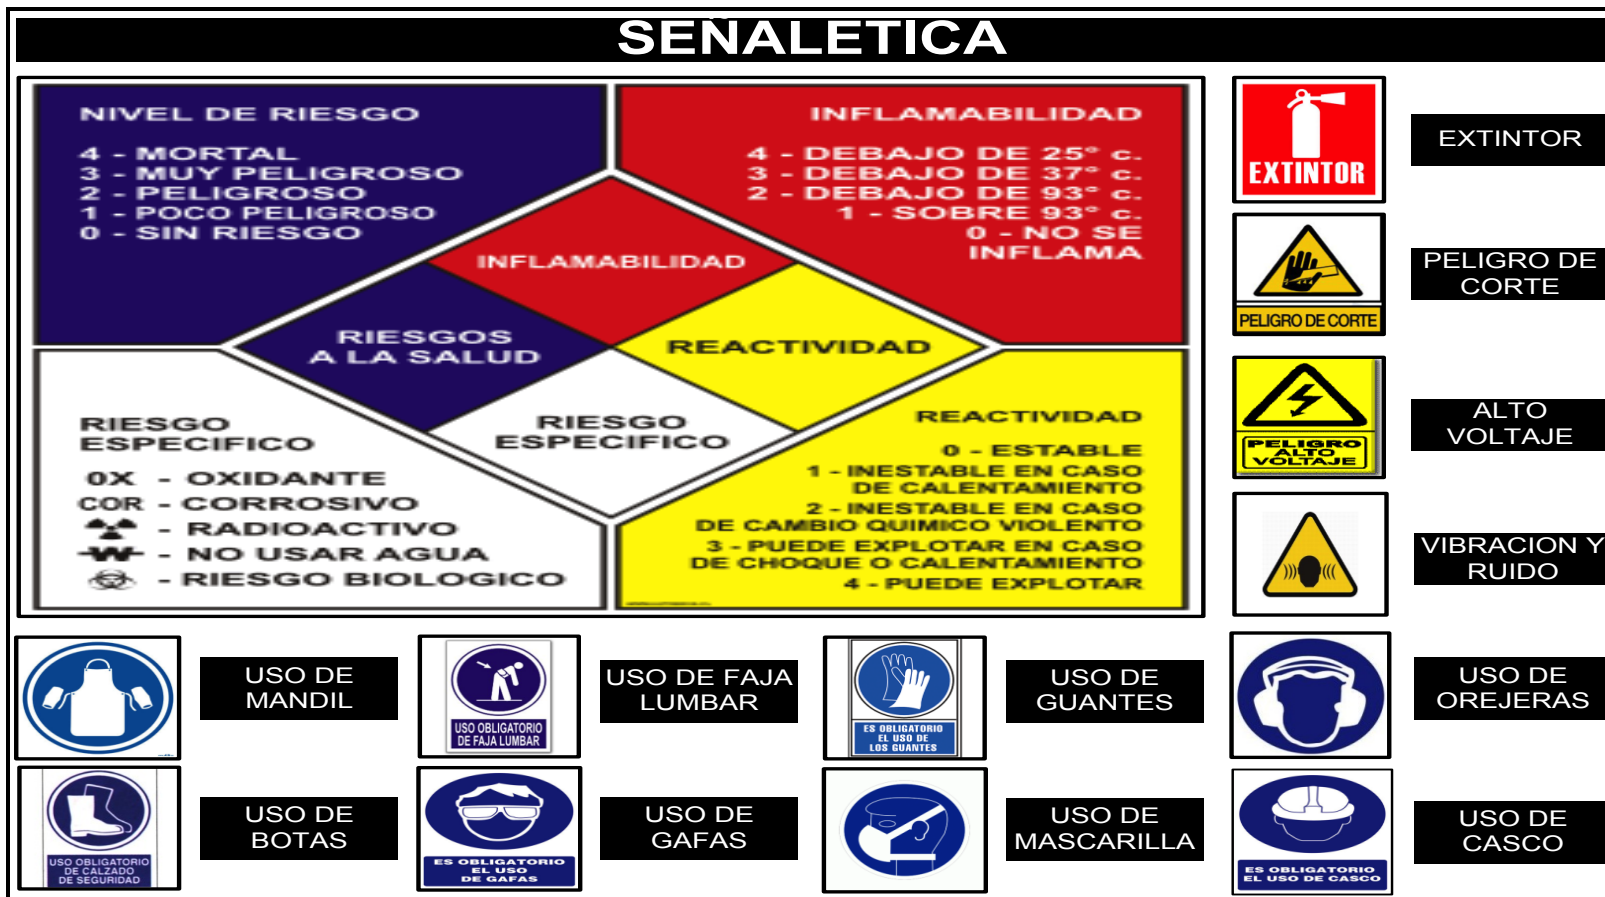 SEÑALETICA
NIVEL DE RIESGO
4 - MORTAL
3 - MUY PELIGROSO
2 - PELIGROSO
1 - POCO PELIGROSO
0 - SIN RIESGO
INFLAMABILIDAD
4 - DEBAJO DE 25° c.
3 - DEBAJO DE 37° c.
2 - DEBAJO DE 93° c.
1 - SOBRE 93° c.
0 - NO SE
INFLAMA
INFLAMABILIDAD
RIESGOS
A LA SALUD
REACTIVIDAD
RIESGO
ESPECIFICO
RIESGO
ESPECIFICO
0X - OXIDANTE
COR - CORROSIVO
- RADIOACTIVO
W - NO USAR AGUA
- RIESGO BIOLOGICO
REACTIVIDAD
0 - ESTABLE
1 - INESTABLE EN CASO
DE CALENTAMIENTO
2 - INESTABLE EN CASO
DE CAMBIO QUIMICO VIOLENTO
3 - PUEDE EXPLOTAR EN CASO
DE CHOQUE O CALENTAMIENTO
4 - PUEDE EXPLOTAR
EXTINTOR
EXTINTOR
PELIGRO DE CORTE
PELIGRO DE
CORTE
PELIGRO
ALTO
VOLTAJE
ALTO
VOLTAJE
VIBRACION Y
RUIDO
USO DE
MANDIL
USO OBLIGATORIO
DE FAJA LUMBAR
USO DE FAJA
LUMBAR
ES OBLIGATORIO
EL USO DE
LOS GUANTES
USO DE
GUANTES
USO DE
OREJERAS
USO OBLIGATORIO
DE CALZADO
DE SEGURIDAD
USO DE
BOTAS
ES OBLIGATORIO
EL USO
DE GAFAS
USO DE
GAFAS
USO DE
MASCARILLA
ES OBLIGATORIO
EL USO DE CASCO
USO DE
CASCO